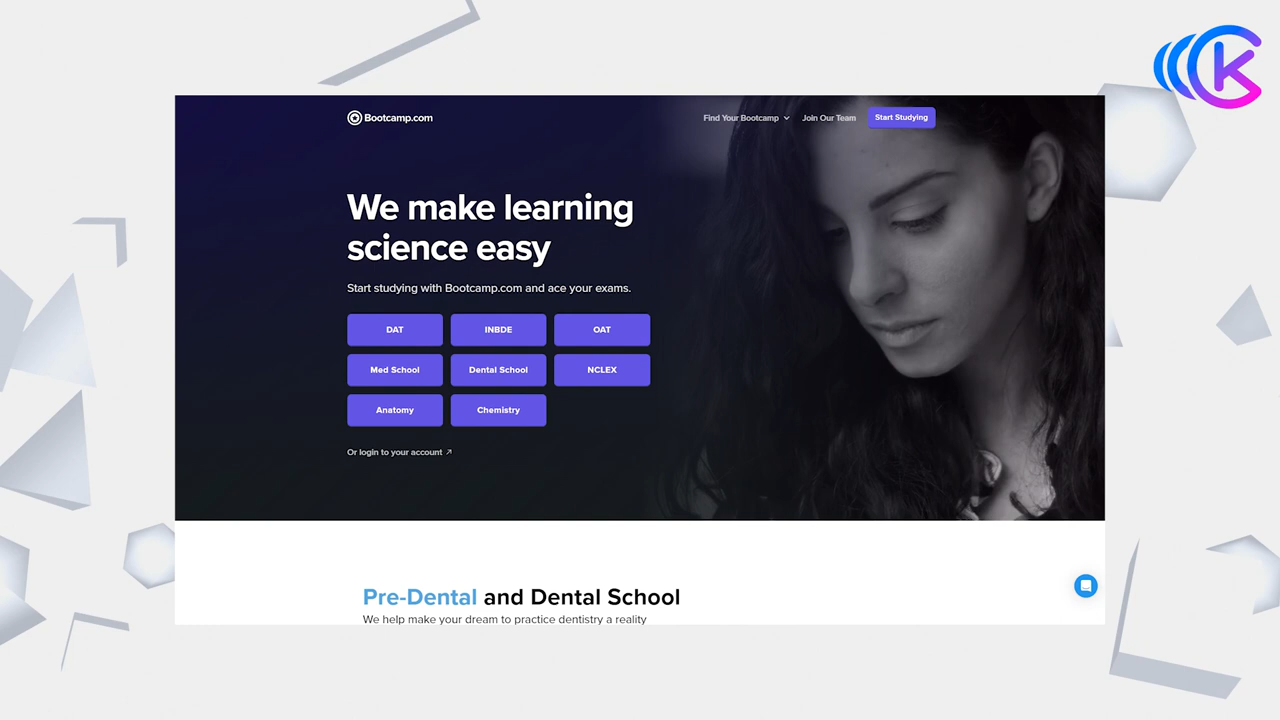 Bootcamp.com
Find Your Bootcamp
Join Our Team
Start Studying
We make learning
science easy
Start studying with Bootcamp.com and ace your exams.
DAT
INBDE
OAT
Med School
Dental School
NCLEX
Anatomy
Chemistry
Or login to your account
Pre-Dental and Dental School
We help make your dream to practice dentistry a reality